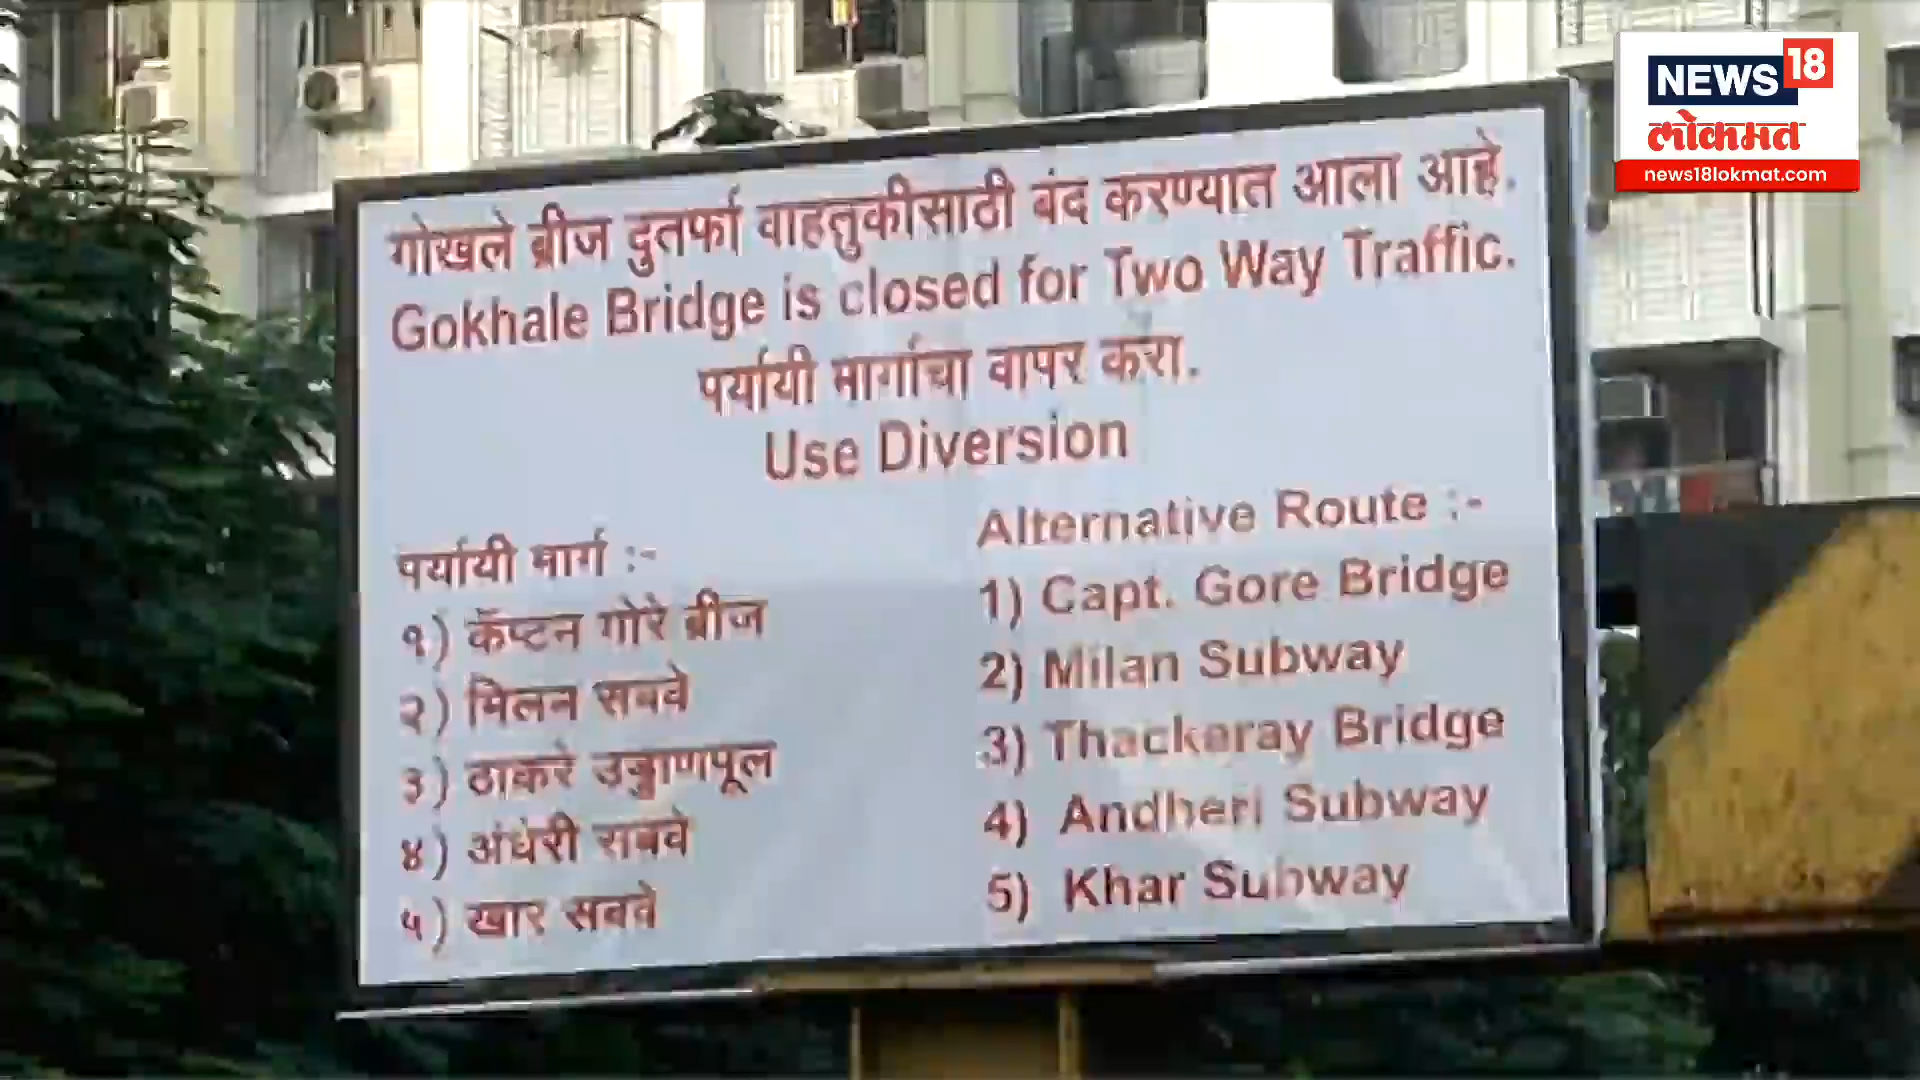 NEWS 18
लोकमत
news18lokmat.com
गोखले ब्रीज दुतर्फा वाहतुकीसाठी बंद करण्यात आला आहे.
Gokhale Bridge is closed for Two Way Traffic.
पर्यायी मार्गाचा वापर करा.
Use Diversion
पर्यायी मार्ग :-
१) कॅप्टन गोरे ब्रीज
२) मिलन सबवे
३) ठाकरे उड्डाणपूल
४) अंधेरी सबवे
५) खार सबवे
Alternative Route :-
1) Capt. Gore Bridge
2) Milan Subway
3) Thackeray Bridge
4) Andheri Subway
5) Khar Subway